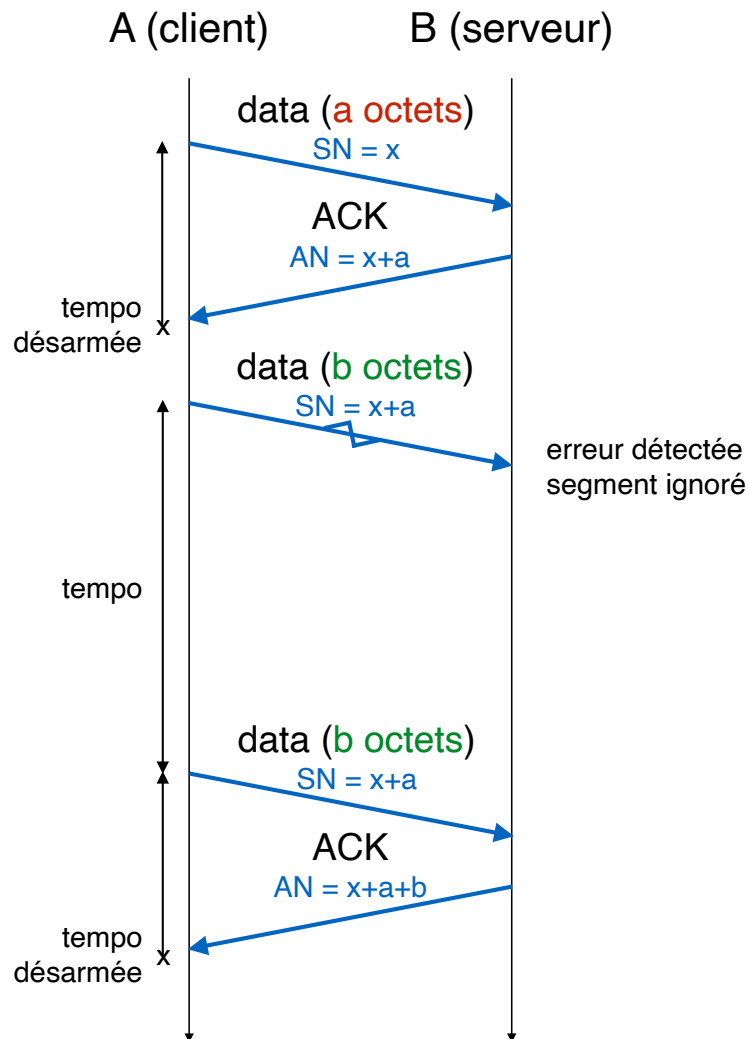 A (client)
B (serveur)
data (a octets)
SN = x
ACK
AN = x+a
tempo
désarmée
x
data (b octets)
SN = x+a
erreur détectée
segment ignoré
tempo
data (b octets)
SN = x+a
ACK
AN = x+a+b
tempo
désarmée
x